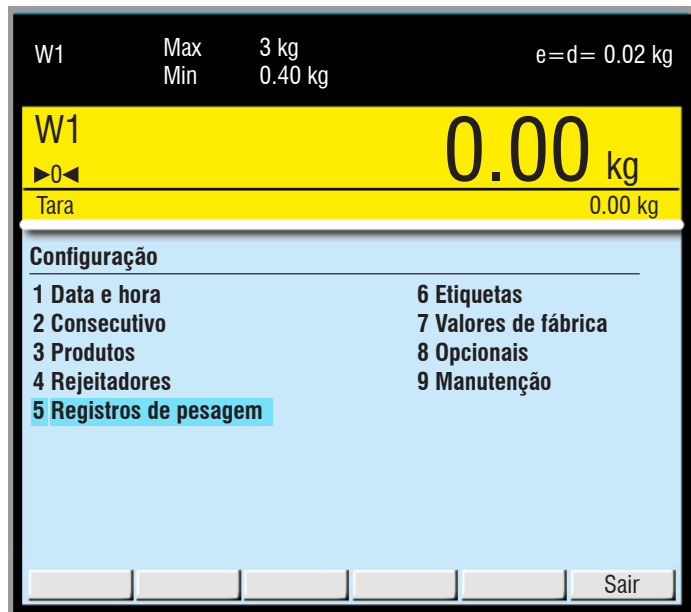 W1 Max 3 kg e=d= 0.02 kg
Min 0.40 kg
W1 0.00 kg
►0◄
Tara 0.00 kg
Configuração
1 Data e hora
2 Consecutivo
3 Produtos
4 Rejeitadores
5 Registros de pesagem
6 Etiquetas
7 Valores de fábrica
8 Opcionais
9 Manutenção
Sair